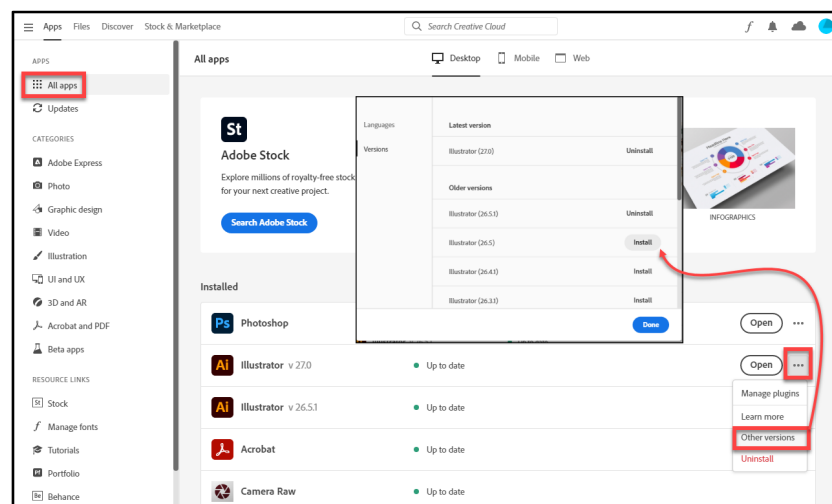 Apps Files Discover Stock & Marketplace
Search Creative Cloud
APPS
All apps
Updates
CATEGORIES
Adobe Express
Photo
Graphic design
Video
Illustration
UI and UX
3D and AR
Acrobat and PDF
Beta apps
RESOURCE LINKS
St Stock
Manage fonts
Tutorials
Portfolio
Be Behance
All apps
Desktop Mobile Web
St
Adobe Stock
Explore millions of royalty-free stock
for your next creative project.
Search Adobe Stock
Languages
Versions
Latest version
Illustrator (27.0) Uninstall
Older versions
Illustrator (26.5.1) Uninstall
Illustrator (26.5) Install
Illustrator (26.4.1) Install
Illustrator (26.3.1) Install
Done
INFOGRAPHICS
Installed
Ps Photoshop Open
Ai Illustrator v 27.0 Up to date Open
Manage plugins
Learn more
Other versions
Uninstall
Ai Illustrator v 26.5.1 Up to date
Acrobat Up to date
Camera Raw Up to date